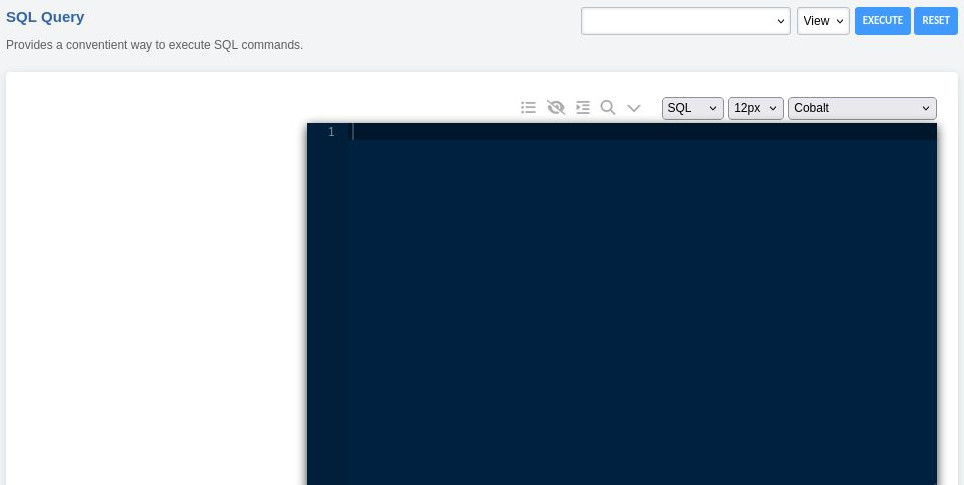 SQL Query
View
EXECUTE
RESET
Provides a conventient way to execute SQL commands.
SQL
12px
Cobalt
1